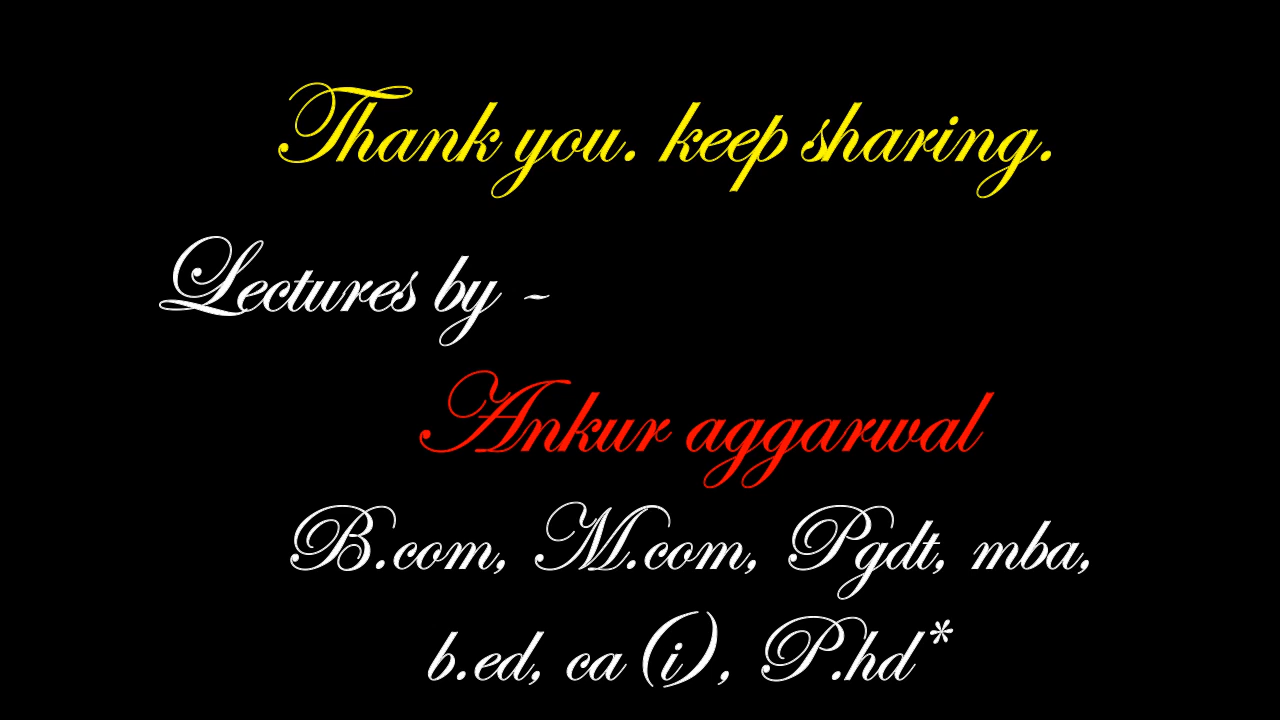 Thank you. keep sharing.
Lectures by -
Ankur aggarwal
B.com, M.com, Pgdt, mba,
b.ed, ca (i), P.hd*